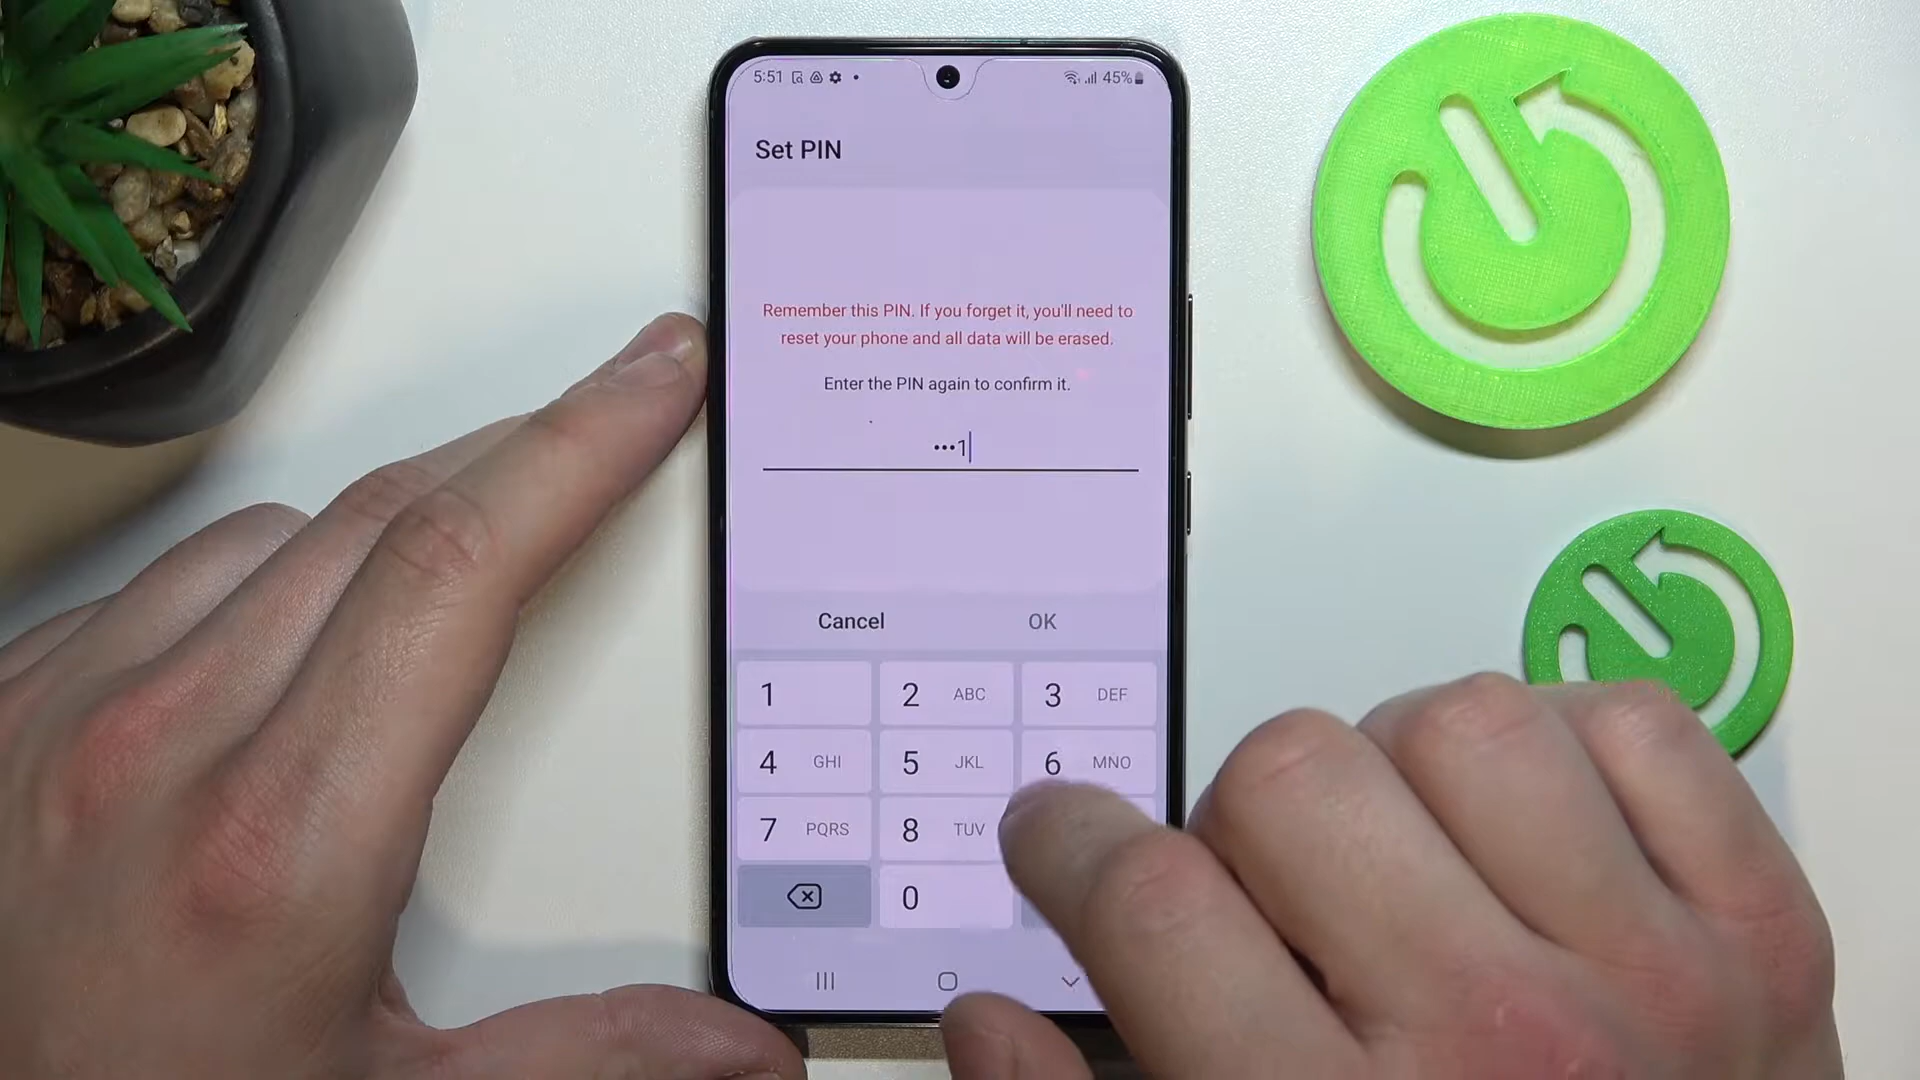 5:51 45%
Set PIN
Remember this PIN. If you forget it, you'll need to
reset your phone and all data will be erased.
Enter the PIN again to confirm it.
•••1
Cancel OK
1 2 ABC 3 DEF
4 GHI 5 JKL 6 MNO
7 PQRS 8 TUV
0